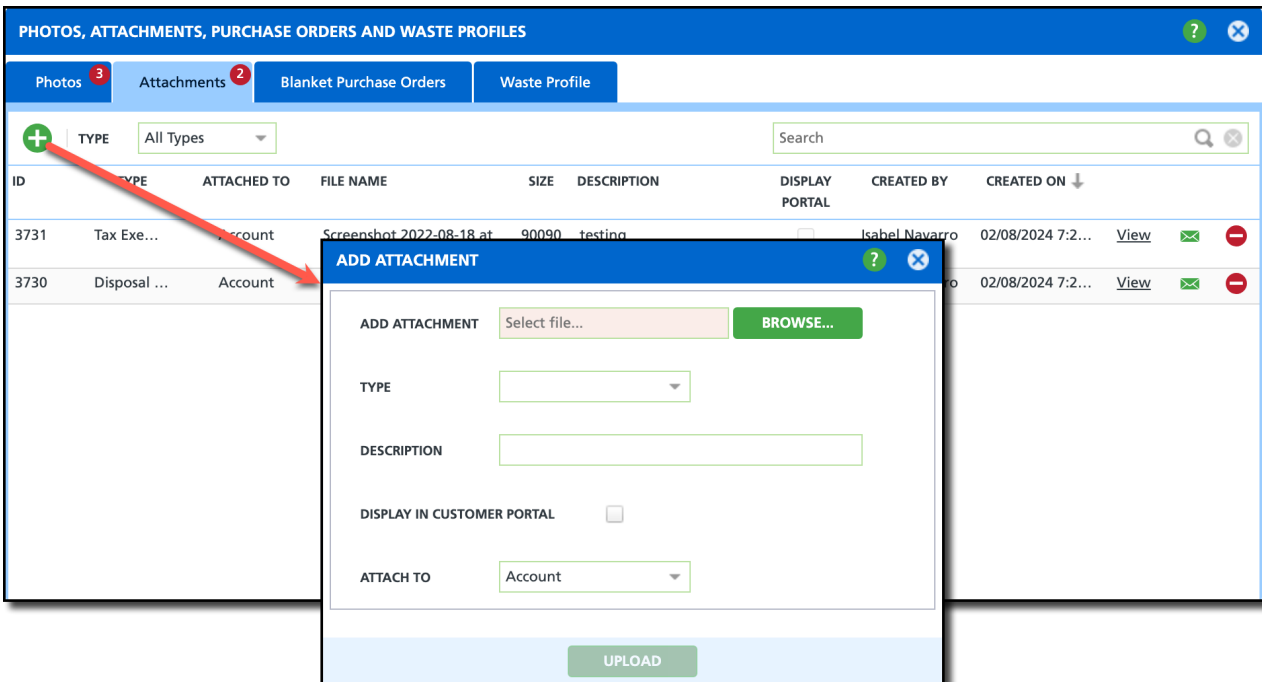 PHOTOS, ATTACHMENTS, PURCHASE ORDERS AND WASTE PROFILES ?
Photos 3 Attachments 2 Blanket Purchase Orders Waste Profile
TYPE All Types Search
ID TYPE ATTACHED TO FILE NAME SIZE DESCRIPTION DISPLAY PORTAL CREATED BY CREATED ON
3731 Tax Exe... Account Screenshot 2022-08-18 at 90090 testing Isabel Navarro 02/08/2024 7:2... View
3730 Disposal ... Account ro 02/08/2024 7:2... View
ADD ATTACHMENT ?
ADD ATTACHMENT Select file... BROWSE...
TYPE
DESCRIPTION
DISPLAY IN CUSTOMER PORTAL
ATTACH TO Account
UPLOAD